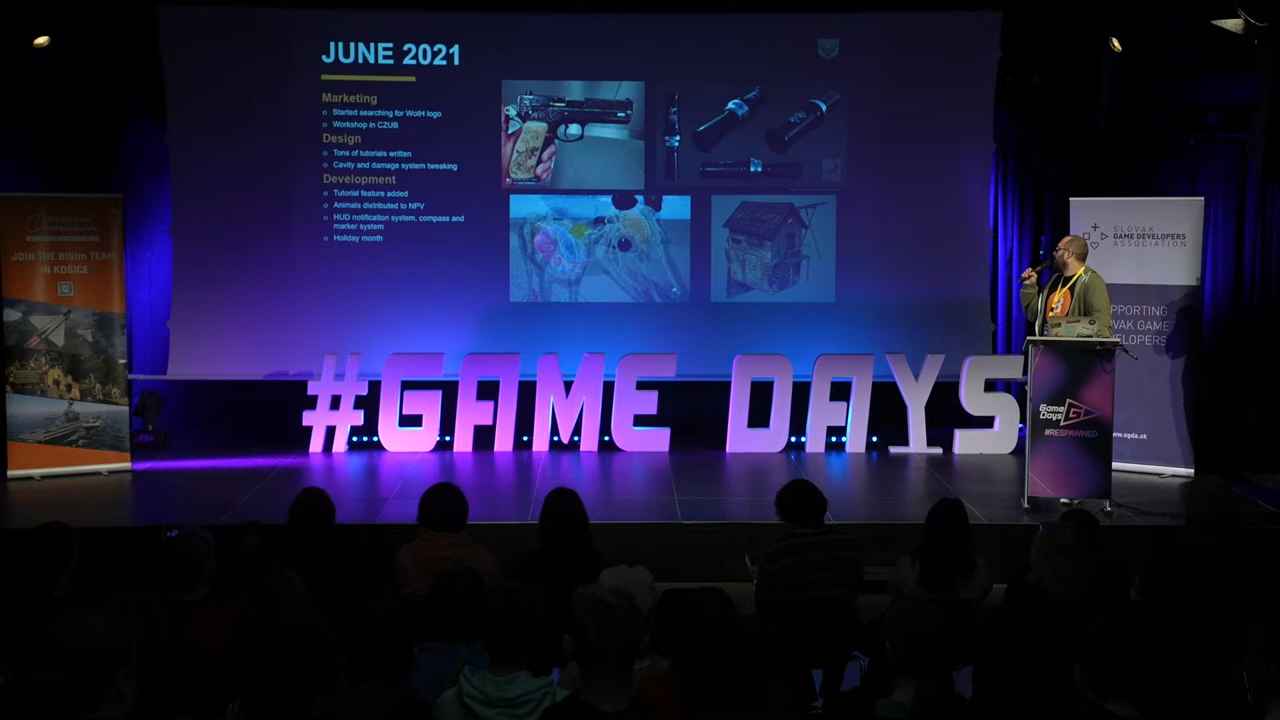 JUNE 2021
Marketing
Started searching for WotH logo
Workshop in CZUB
Design
Tons of tutorials written
Cavity and damage system tweaking
Development
Tutorial feature added
Animals distributed to NPV
HUD notification system, compass and
marker system
Holiday month
JOIN THE BISim TEAM
IN KOŠICE
SLOVAK
GAME DEVELOPERS
ASSOCIATION
PPORTING
VAK GAME
ELOPERS
www.sgda.sk
#GAME DAYS
Game
Days
#RESPAWNED